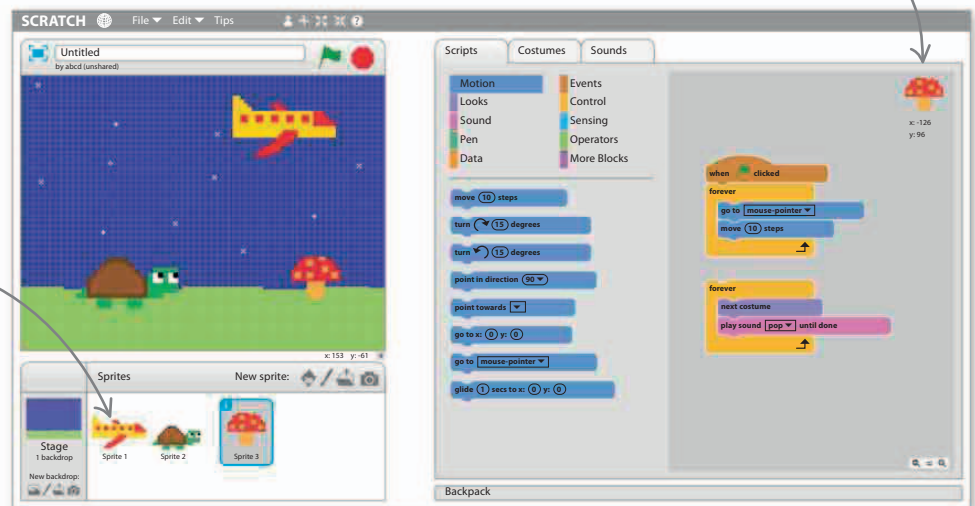 SCRATCH File Edit Tips
Untitled
by abcd (unshared)
x: 153 y: -61
Sprites New sprite:
Stage
1 backdrop
New backdrop:
Sprite 1 Sprite 2 Sprite 3
Scripts Costumes Sounds
Motion Events
Looks Control
Sound Sensing
Pen Operators
Data More Blocks
move 10 steps
turn 15 degrees
turn 15 degrees
point in direction 90
point towards
go to x: 0 y: 0
go to mouse-pointer
glide 1 secs to x: 0 y: 0
x: -126
y: 96
when clicked
forever
go to mouse-pointer
move 10 steps
forever
next costume
play sound pop until done
Backpack